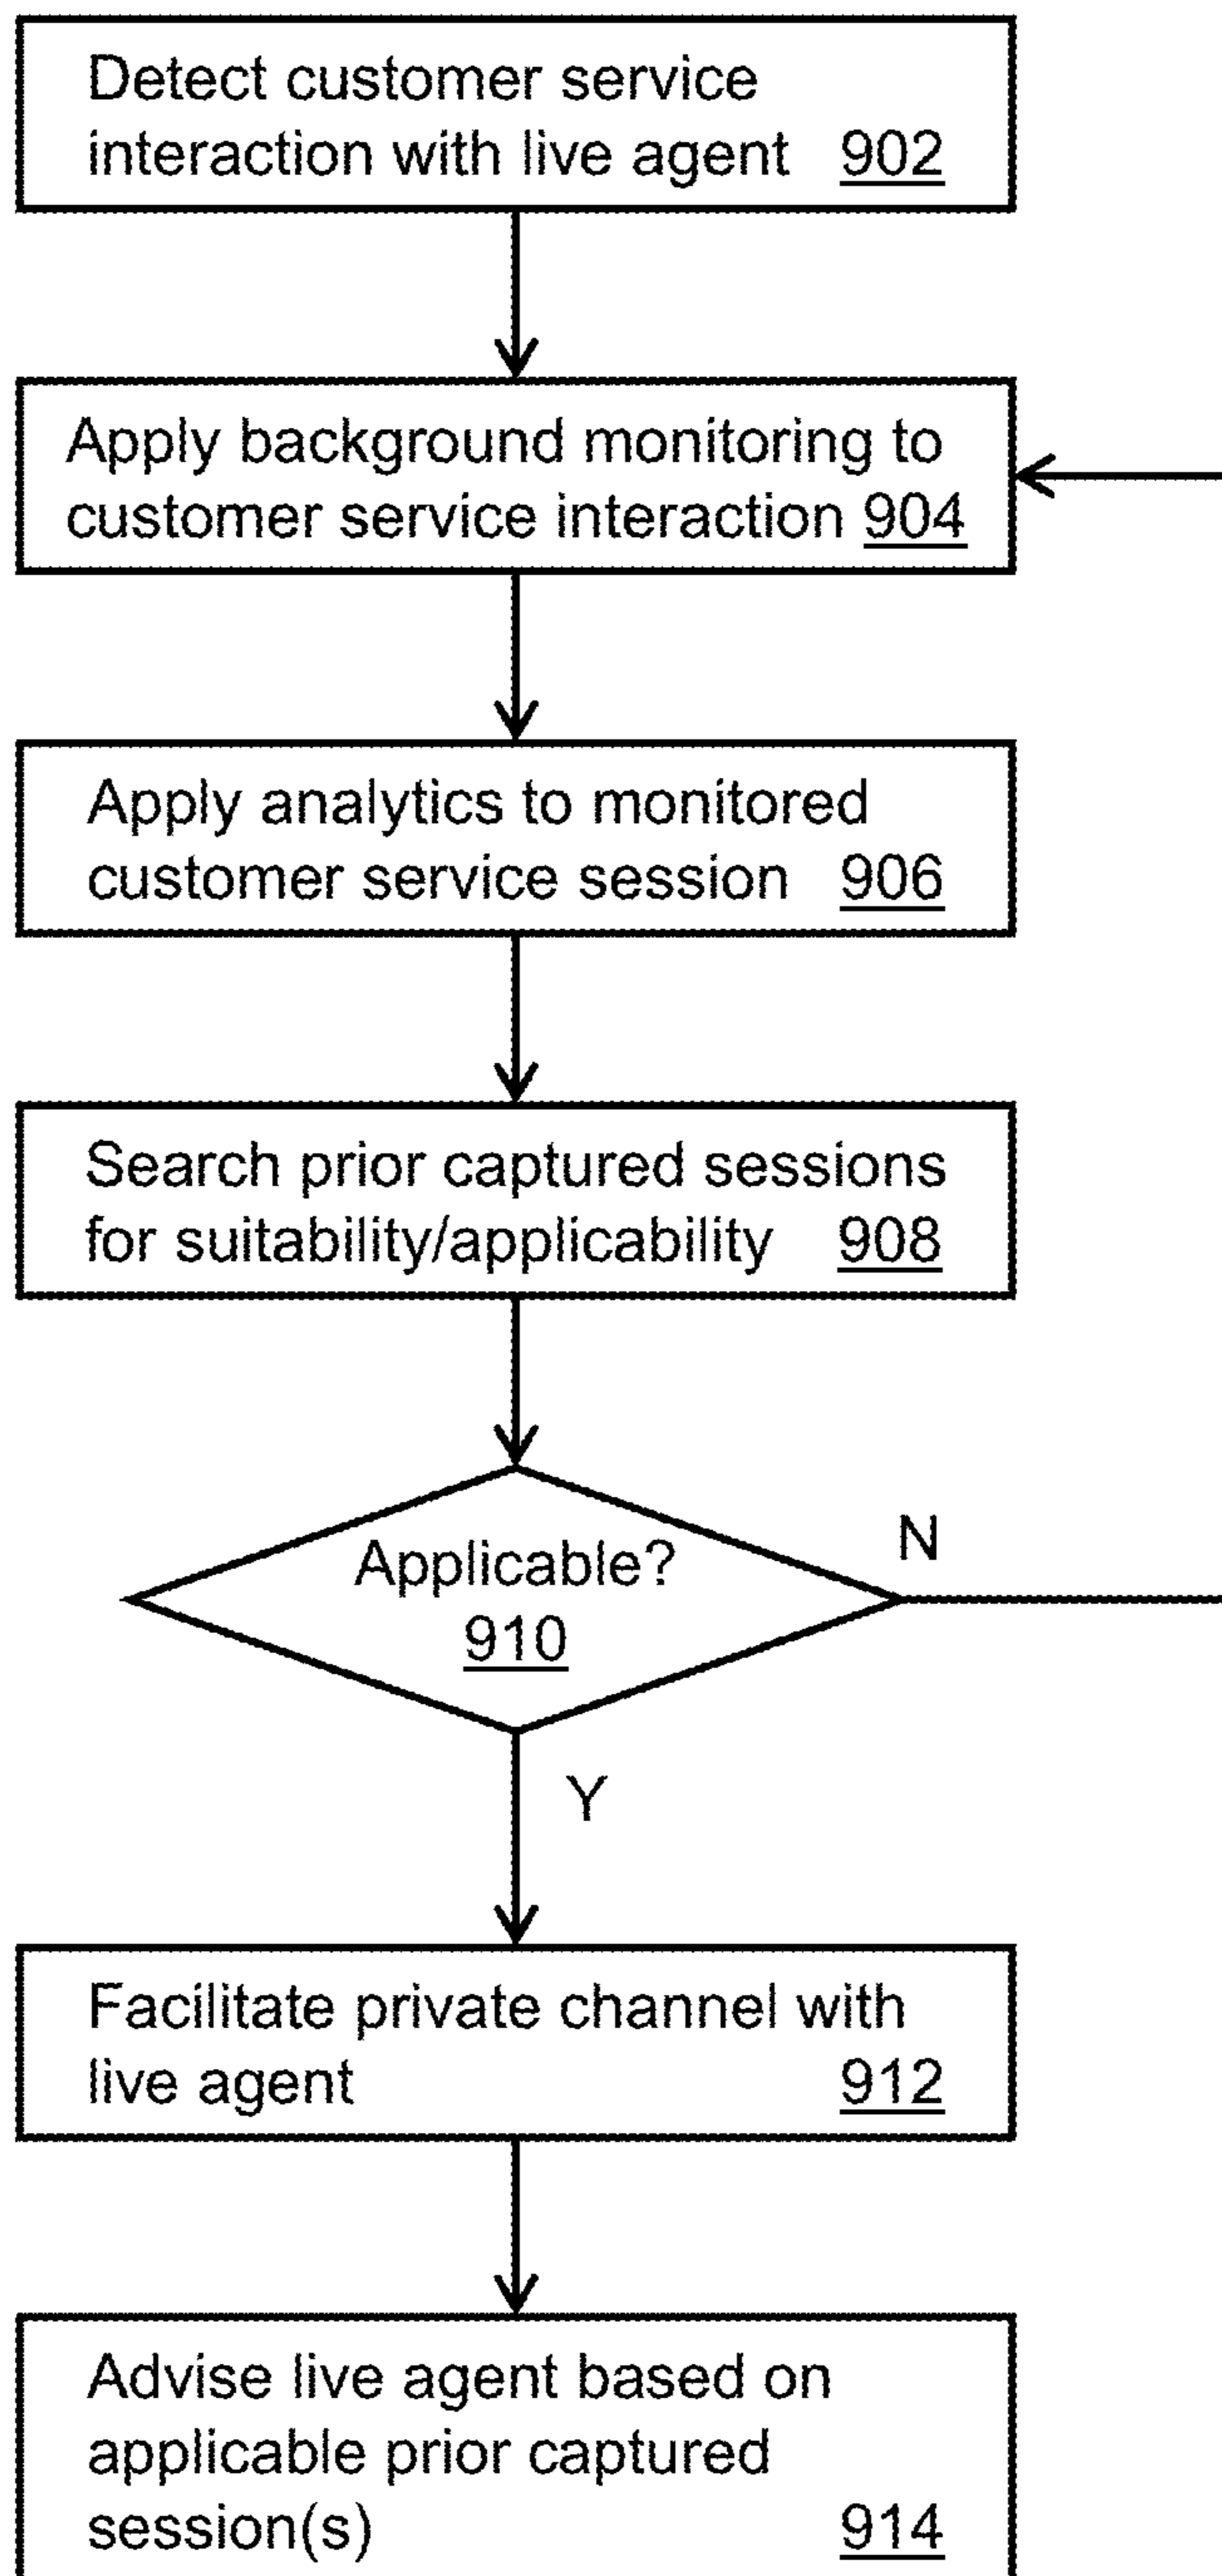 Detect customer service
interaction with live agent 902
Apply background monitoring to
customer service interaction 904
Apply analytics to monitored
customer service session 906
Search prior captured sessions
for suitability/applicability 908
Applicable?
910
N
Y
Facilitate private channel with
live agent 912
Advise live agent based on
applicable prior captured
session(s) 914